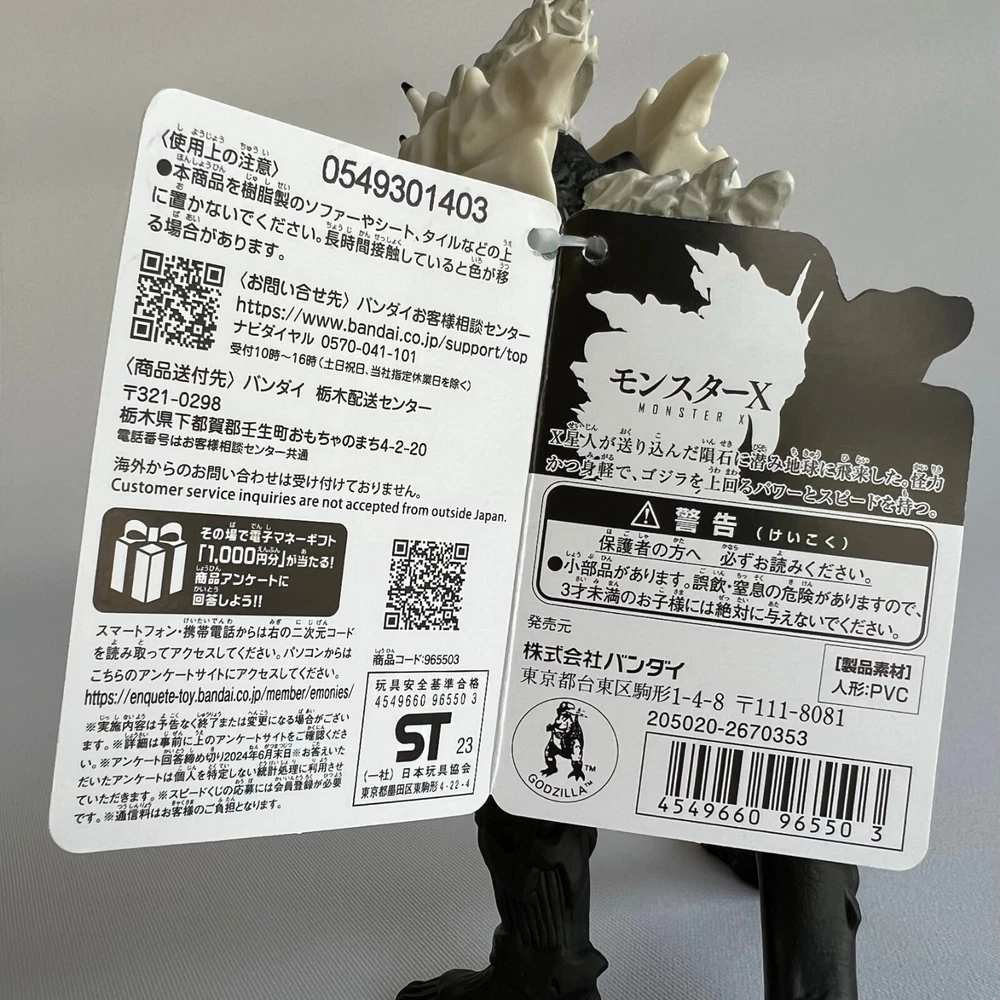 〈使用上の注意〉
0549301403
●本商品を樹脂製のソファーやシート、タイルなどの上
に置かないでください。長時間接触していると色が移
る場合があります。
〈お問い合せ先〉バンダイお客様相談センター
https://www.bandai.co.jp/support/top
ナビダイヤル 0570-041-101
受付10時～16時(土日祝日、当社指定休業日を除く)
〈商品送付先〉バンダイ 栃木配送センター
〒321-0298
栃木県下都賀郡壬生町おもちゃのまち4-2-20
電話番号はお客様相談センター共通
海外からのお問い合わせは受け付けておりません。
Customer service inquiries are not accepted from outside Japan.
その場で電子マネーギフト
「1,000円分」が当たる!
商品アンケートに
回答しよう!!
スマートフォン・携帯電話からは右の二次元コード
を読み取ってアクセスしてください。パソコンからは
こちらのアンケートサイトにアクセスしてください。
https://enquete-toy.bandai.co.jp/member/emonies/
※実施内容は予告なく終了または変更になる場合がござい
ます。※詳細は事前に上のアンケートサイトをご確認くださ
い。※アンケート回答締め切り2024年6月末日※お答えいた
だいたアンケートは個人を特定しない統計処理に利用させ
ていただきます。※スピードくじの応募には会員登録が必要
です。※通信料はお客様のご負担となります。
商品コード:965503
玩具安全基準合格
4549660 96550 3
ST 23
(一社) 日本玩具協会
東京都墨田区東駒形4-22-4
モンスターX
MONSTER X
X星人が送り込んだ隕石に潜み地球に飛来した。怪力
かつ身軽で、ゴジラを上回るパワーとスピードを持つ。
警告 (けいこく)
保護者の方へ 必ずお読みください。
●小部品があります。誤飲・窒息の危険がありますので、
3才未満のお子様には絶対に与えないでください。
発売元
株式会社バンダイ
東京都台東区駒形1-4-8 〒111-8081
[製品素材]
人形:PVC
205020-2670353
GODZILLA™
TM
4549660 96550 3